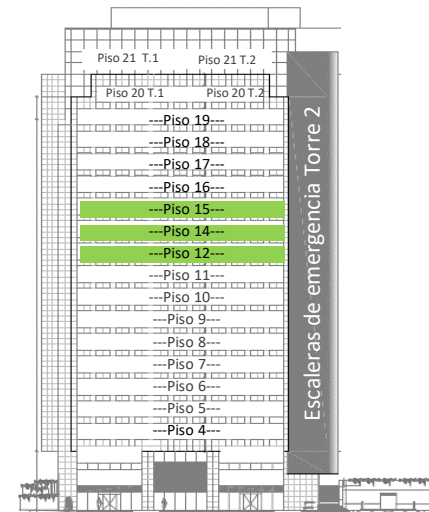 Piso 21 T.1 Piso 21 T.2
Piso 20 T.1 Piso 20 T.2
---Piso 19---
---Piso 18---
---Piso 17---
---Piso 16---
---Piso 15---
---Piso 14---
---Piso 12---
---Piso 11---
---Piso 10---
---Piso 9---
---Piso 8---
---Piso 7---
---Piso 6---
---Piso 5---
---Piso 4---
Escaleras de emergencia Torre 2